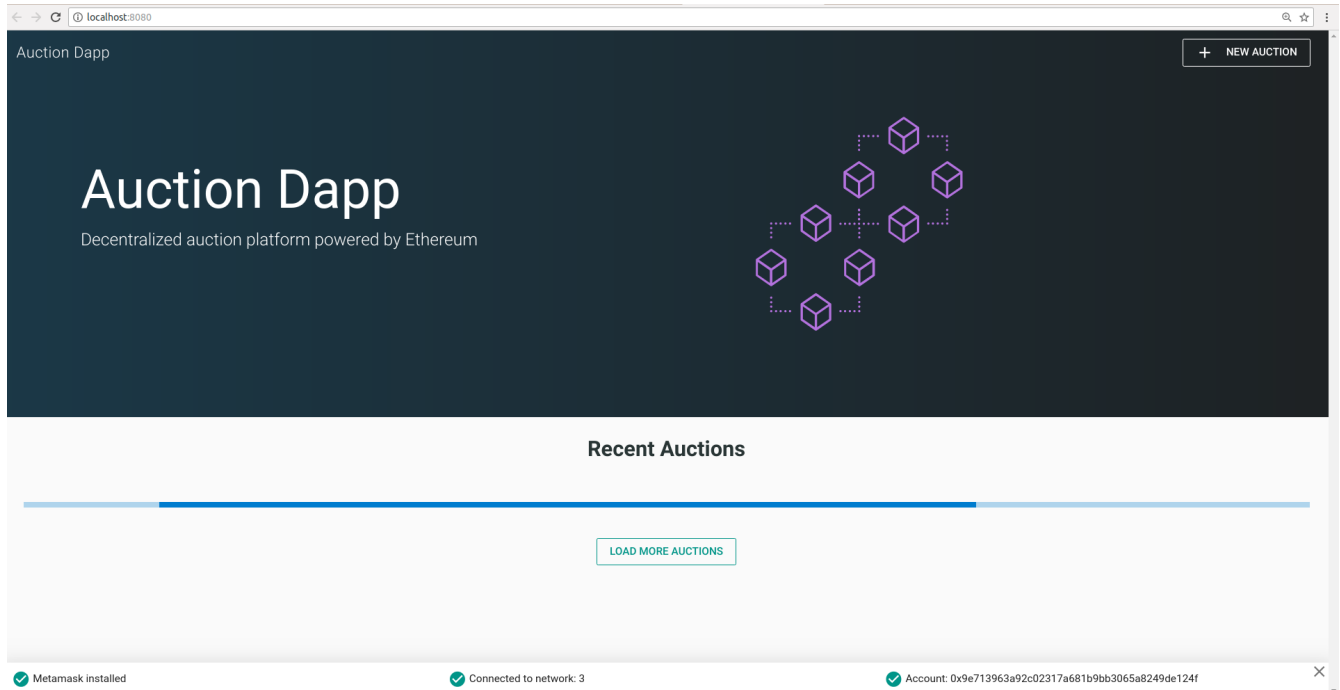 localhost:8080
Auction Dapp
NEW AUCTION
Auction Dapp
Decentralized auction platform powered by Ethereum
Recent Auctions
LOAD MORE AUCTIONS
Metamask installed
Connected to network: 3
Account: 0x9e713963a92c02317a681b9bb3065a8249de124f